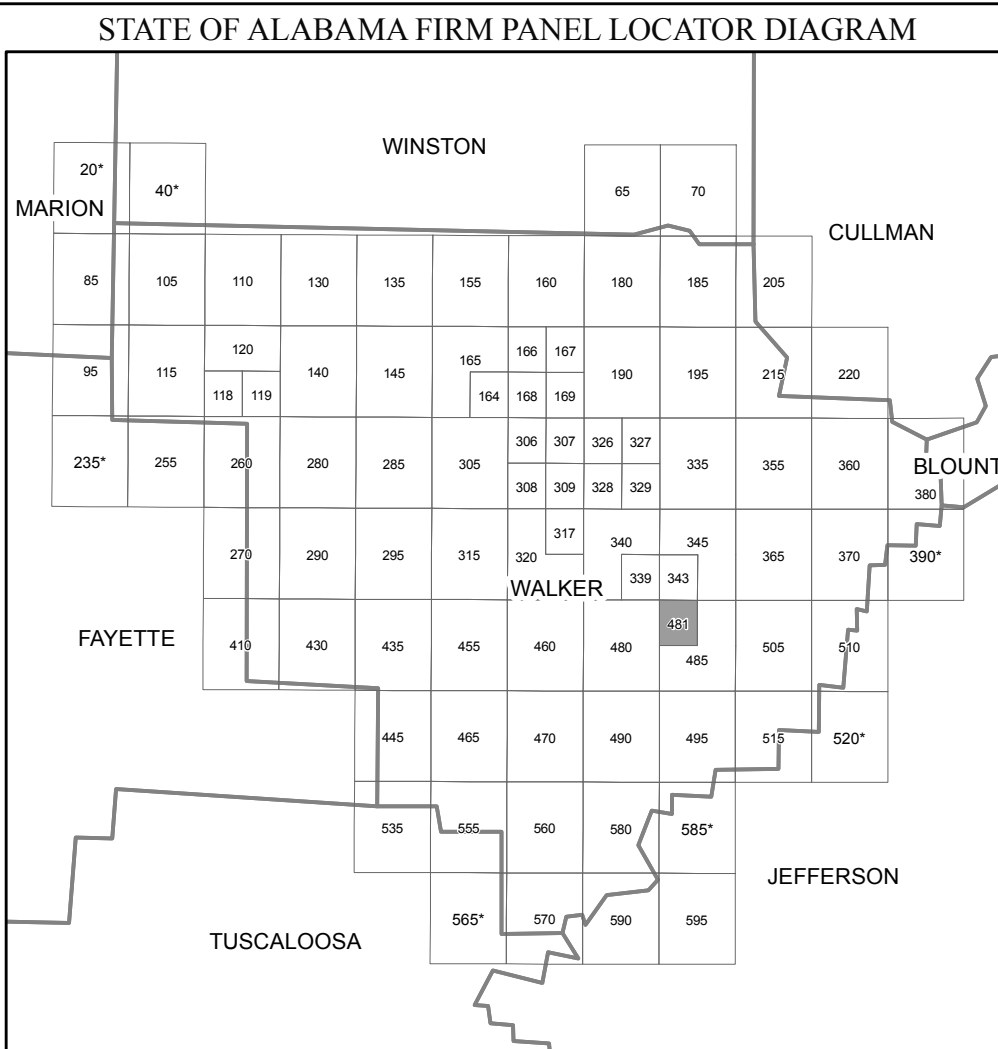 STATE OF ALABAMA FIRM PANEL LOCATOR DIAGRAM
WINSTON
20*
40*
65 70
MARION
CULLMAN
85 105 110 130 135 155 160 180 185 205
120 166 167
165
95 115 140 145 190 195 215 220
118 119 164 168 169
306 307 326 327
235* 255 260 280 285 305 335 355 360 BLOUNT
308 309 328 329 380
317
270 290 295 315 320 340 345 365 370 390*
339 343
WALKER
481
FAYETTE
410 430 435 455 460 480 485 505 510
445 465 470 490 495 515 520*
535 555 560 580 585*
JEFFERSON
565* 570 590 595
TUSCALOOSA